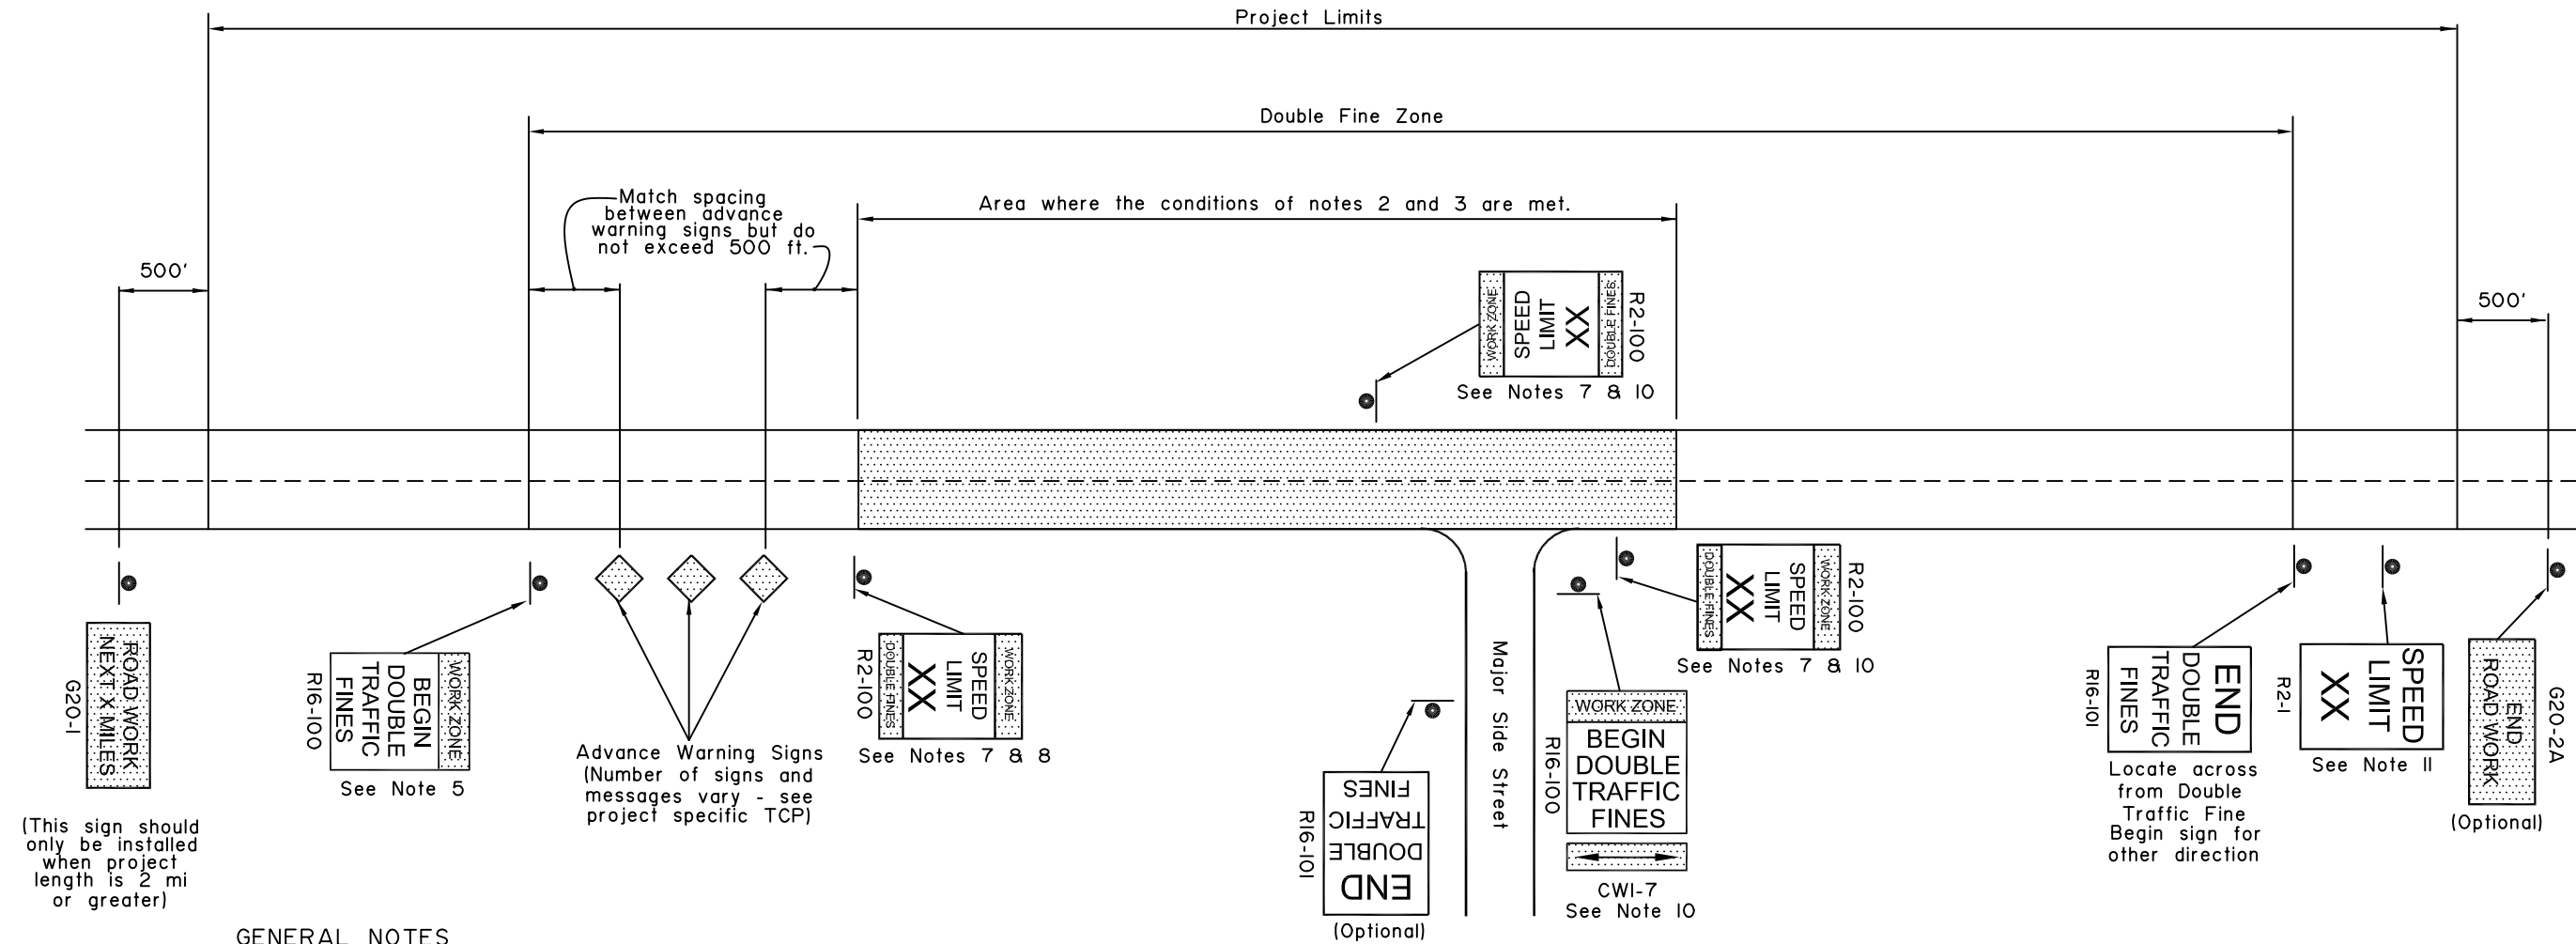 Project Limits
Double Fine Zone
Match spacing
between advance
warning signs but do
not exceed 500 ft.
Area where the conditions of notes 2 and 3 are met.
500'
500'
WORK ZONE
SPEED
LIMIT
XX
DOUBLE FINES
R2-100
See Notes 7 & 10
ROAD WORK
NEXT X MILES
G20-1
(This sign should
only be installed
when project
length is 2 mi
or greater)
WORK ZONE
BEGIN
DOUBLE
TRAFFIC
FINES
R16-100
See Note 5
Advance Warning Signs
(Number of signs and
messages vary - see
project specific TCP)
WORK ZONE
SPEED
LIMIT
XX
DOUBLE FINES
R2-100
See Notes 7 & 8
END
DOUBLE
TRAFFIC
FINES
R16-101
(Optional)
Major Side Street
WORK ZONE
BEGIN
DOUBLE
TRAFFIC
FINES
R16-100
CW1-7
See Note 10
WORK ZONE
SPEED
LIMIT
XX
DOUBLE FINES
R2-100
See Notes 7 & 10
END
DOUBLE
TRAFFIC
FINES
R16-101
Locate across
from Double
Traffic Fine
Begin sign for
other direction
SPEED
LIMIT
XX
R2-1
See Note 11
END
ROAD WORK
G20-2A
(Optional)
GENERAL NOTES